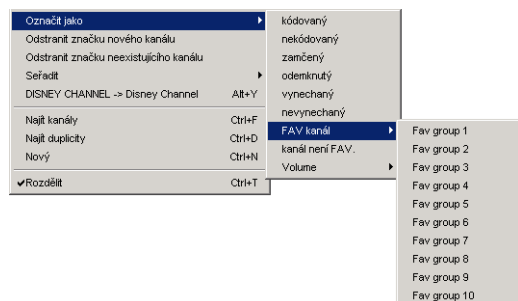 Označit jako
Odstranit značku nového kanálu
Odstranit značku neexistujícího kanálu
Seřadit
DISNEY CHANNEL -> Disney Channel Alt+Y
Najít kanály Ctrl+F
Najít duplicity Ctrl+D
Nový Ctrl+N
Rozdělit Ctrl+T
kódovaný
nekódovaný
zamčený
odemknutý
vynechaný
nevynechaný
FAV kanál
kanál není FAV.
Volume
Fav group 1
Fav group 2
Fav group 3
Fav group 4
Fav group 5
Fav group 6
Fav group 7
Fav group 8
Fav group 9
Fav group 10